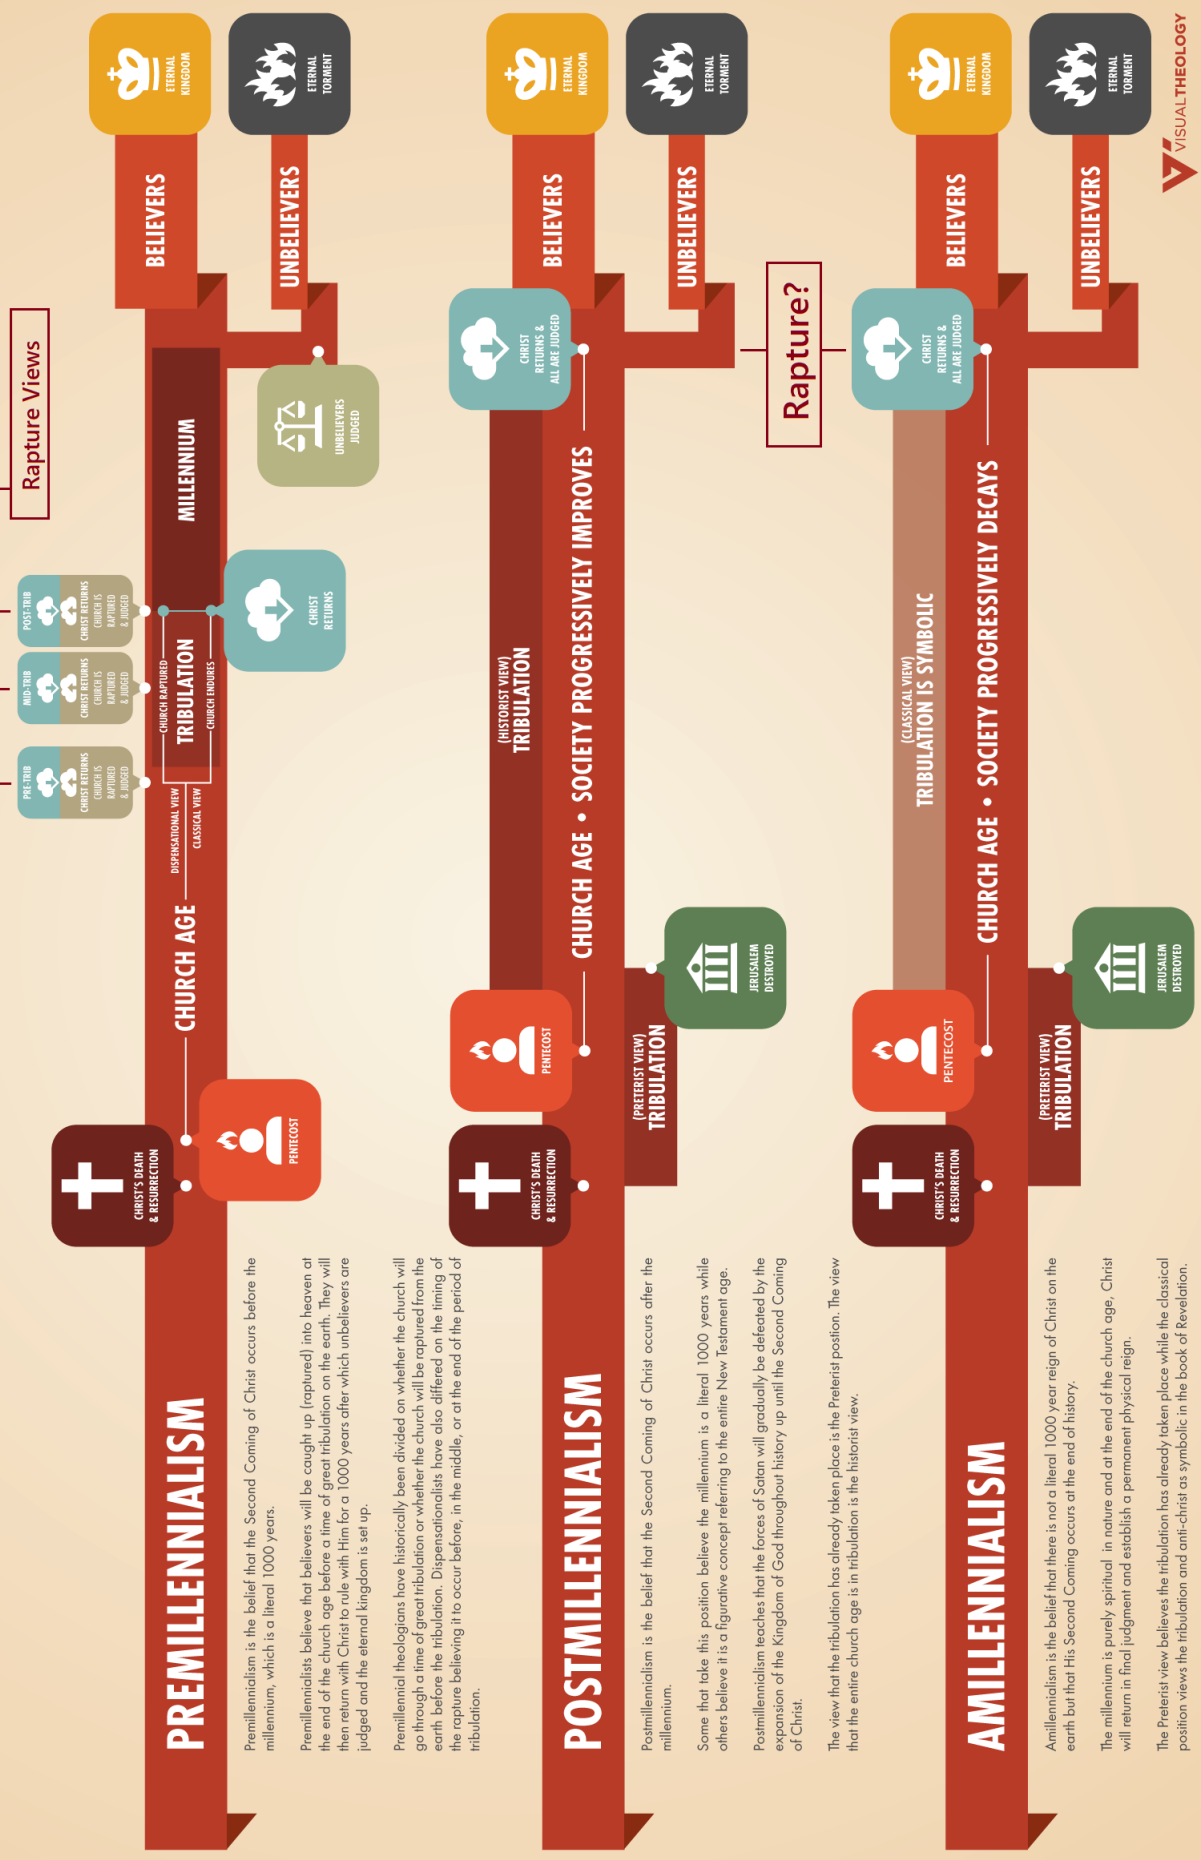 Rapture Views
PRE-TRIB
CHRIST RETURNS
CHURCH IS
RAPTURED
& JUDGED
MID-TRIB
CHRIST RETURNS
CHURCH IS
RAPTURED
& JUDGED
POST-TRIB
CHRIST RETURNS
CHURCH IS
RAPTURED
& JUDGED
PREMILLENNIALISM
CHRIST'S DEATH
& RESURRECTION
PENTECOST
CHURCH AGE
DISPENSATIONAL VIEW
CLASSICAL VIEW
CHURCH RAPTURED
TRIBULATION
CHURCH ENDURES
CHRIST
RETURNS
MILLENNIUM
UNBELIEVERS
JUDGED
BELIEVERS
UNBELIEVERS
ETERNAL
KINGDOM
ETERNAL
TORMENT
Premillennialism is the belief that the Second Coming of Christ occurs before the
millennium, which is a literal 1000 years.
Premillennialists believe that believers will be caught up (raptured) into heaven at
the end of the church age before a time of great tribulation on the earth. They will
then return with Christ to rule with Him for a 1000 years after which unbelievers are
judged and the eternal kingdom is set up.
Premillennial theologians have historically been divided on whether the church will
go through a time of great tribulation or whether the church will be raptured from the
earth before the tribulation. Dispensationalists have also differed on the timing of
the rapture believing it to occur before, in the middle, or at the end of the period of
tribulation.
POSTMILLENNIALISM
CHRIST'S DEATH
& RESURRECTION
PENTECOST
(HISTORIST VIEW)
TRIBULATION
CHURCH AGE • SOCIETY PROGRESSIVELY IMPROVES
(PRETERIST VIEW)
TRIBULATION
JERUSALEM
DESTROYED
CHRIST
RETURNS &
ALL ARE JUDGED
BELIEVERS
UNBELIEVERS
ETERNAL
KINGDOM
ETERNAL
TORMENT
Postmillennialism is the belief that the Second Coming of Christ occurs after the
millennium.
Some that take this position believe the millennium is a literal 1000 years while
others believe it is a figurative concept referring to the entire New Testament age.
Postmillennialism teaches that the forces of Satan will gradually be defeated by the
expansion of the Kingdom of God throughout history up until the Second Coming
of Christ.
The view that the tribulation has already taken place is the Preterist postion. The view
that the entire church age is in tribulation is the historist view.
Rapture?
AMILLENNIALISM
CHRIST'S DEATH
& RESURRECTION
PENTECOST
(CLASSICAL VIEW)
TRIBULATION IS SYMBOLIC
CHURCH AGE • SOCIETY PROGRESSIVELY DECAYS
(PRETERIST VIEW)
TRIBULATION
JERUSALEM
DESTROYED
CHRIST
RETURNS &
ALL ARE JUDGED
BELIEVERS
UNBELIEVERS
ETERNAL
KINGDOM
ETERNAL
TORMENT
Amillennialism is the belief that there is not a literal 1000 year reign of Christ on the
earth but that His Second Coming occurs at the end of history.
The millennium is purely spiritual in nature and at the end of the church age, Christ
will return in final judgment and establish a permanent physical reign.
The Preterist view believes the tribulation has already taken place while the classical
position views the tribulation and anti-christ as symbolic in the book of Revelation.
VISUALTHEOLOGY